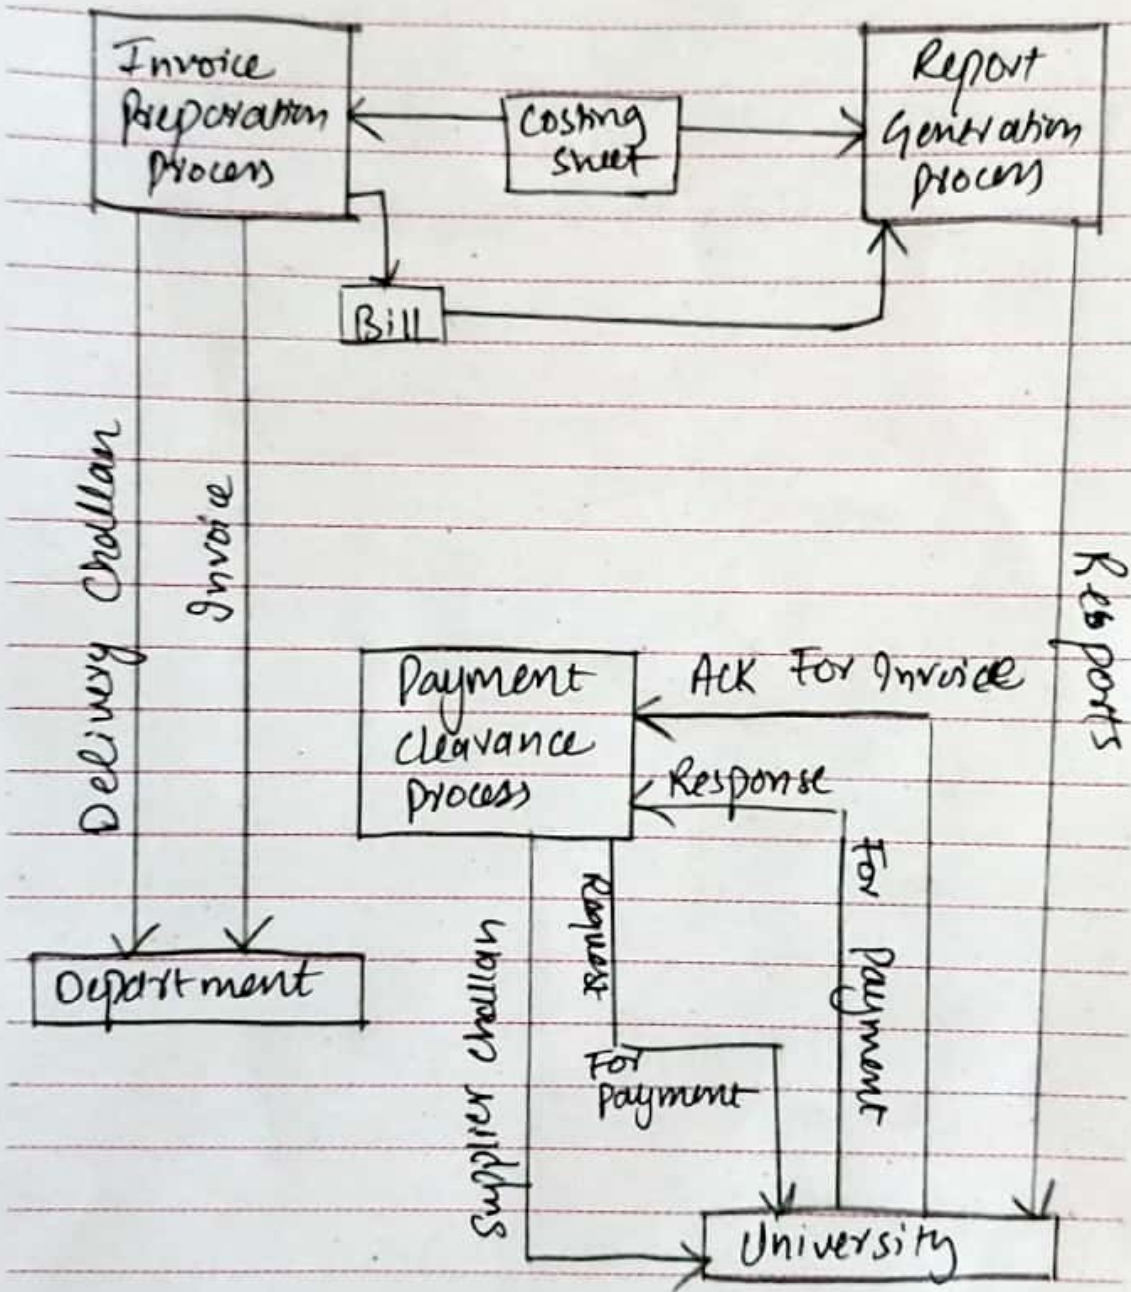 Invoice
Preparation
process
Costing
sheet
Report
Generation
process
Bill
Delivery Challan
Invoice
Reports
Payment
Clearance
process
ACK For Invoice
Response
For Payment
Request
For
Payment
Supplier Challan
Department
University